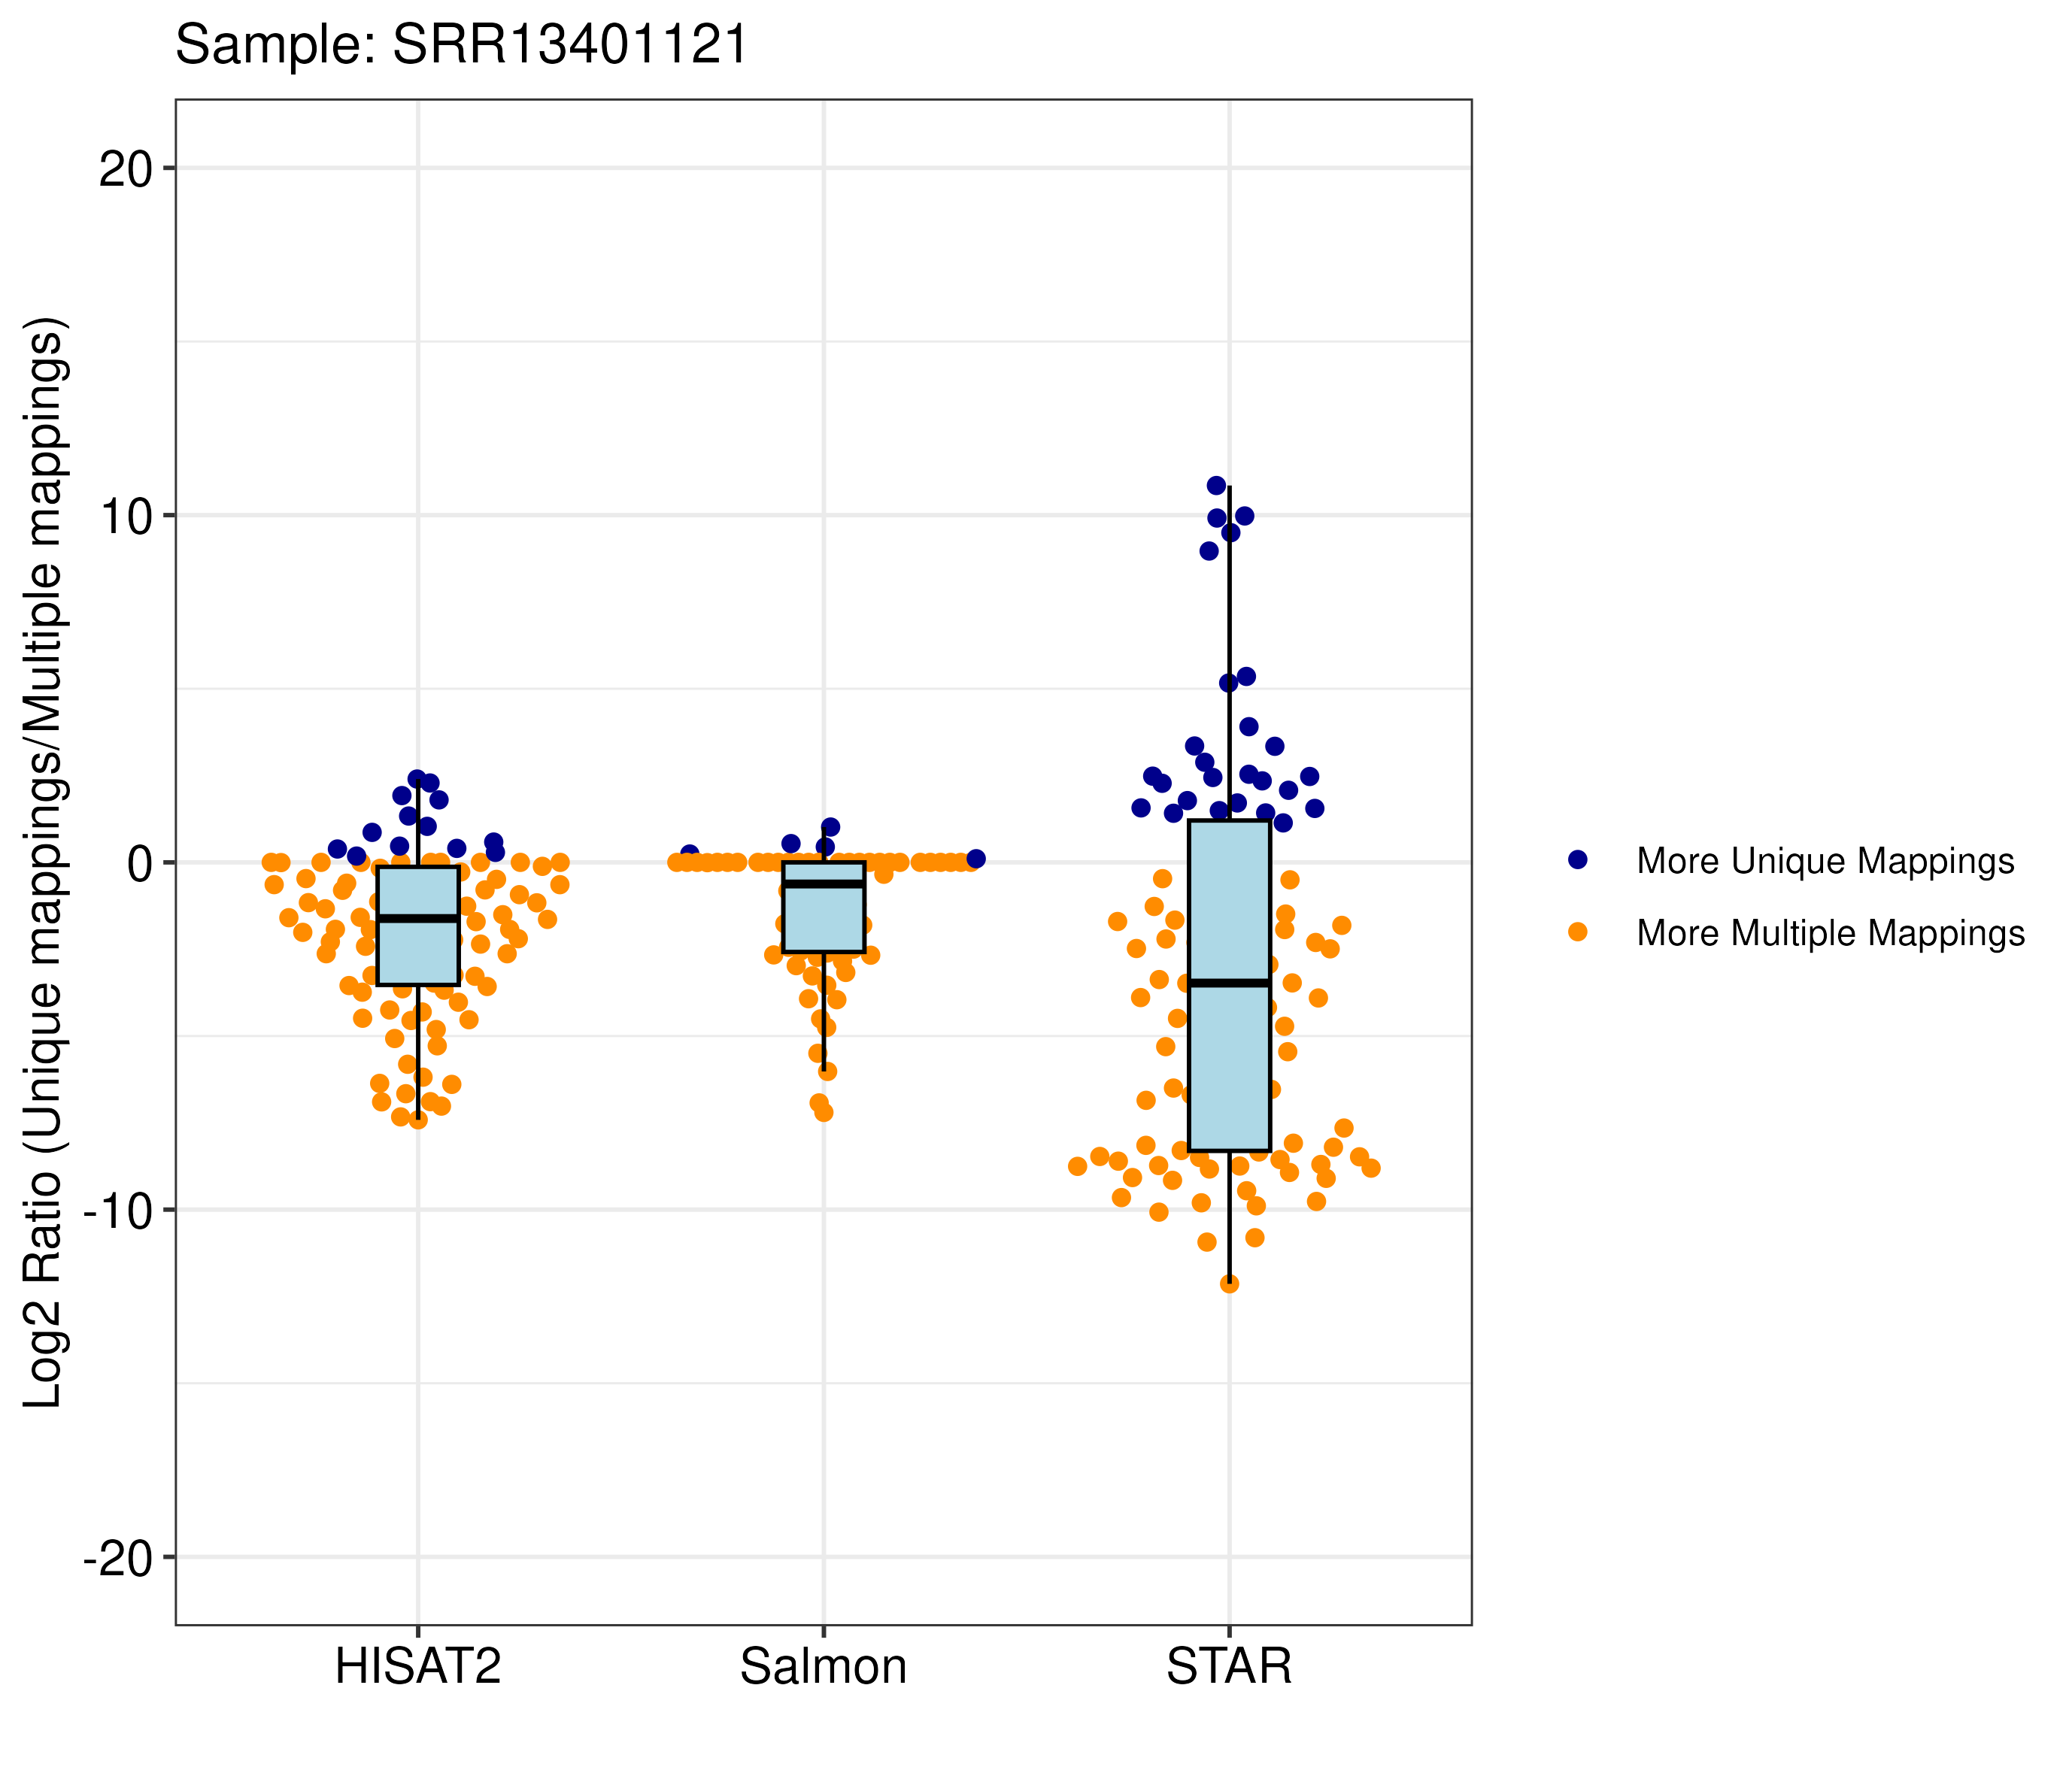 Sample: SRR13401121
Log2 Ratio (Unique mappings/Multiple mappings)
20
10
0
-10
-20
HISAT2
Salmon
STAR
More Unique Mappings
More Multiple Mappings